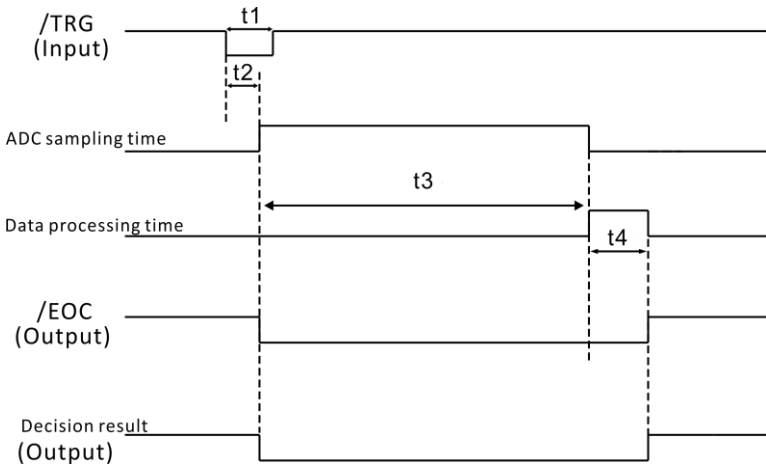 /TRG
(Input)
t1
t2
ADC sampling time
t3
Data processing time
t4
/EOC
(Output)
Decision result
(Output)